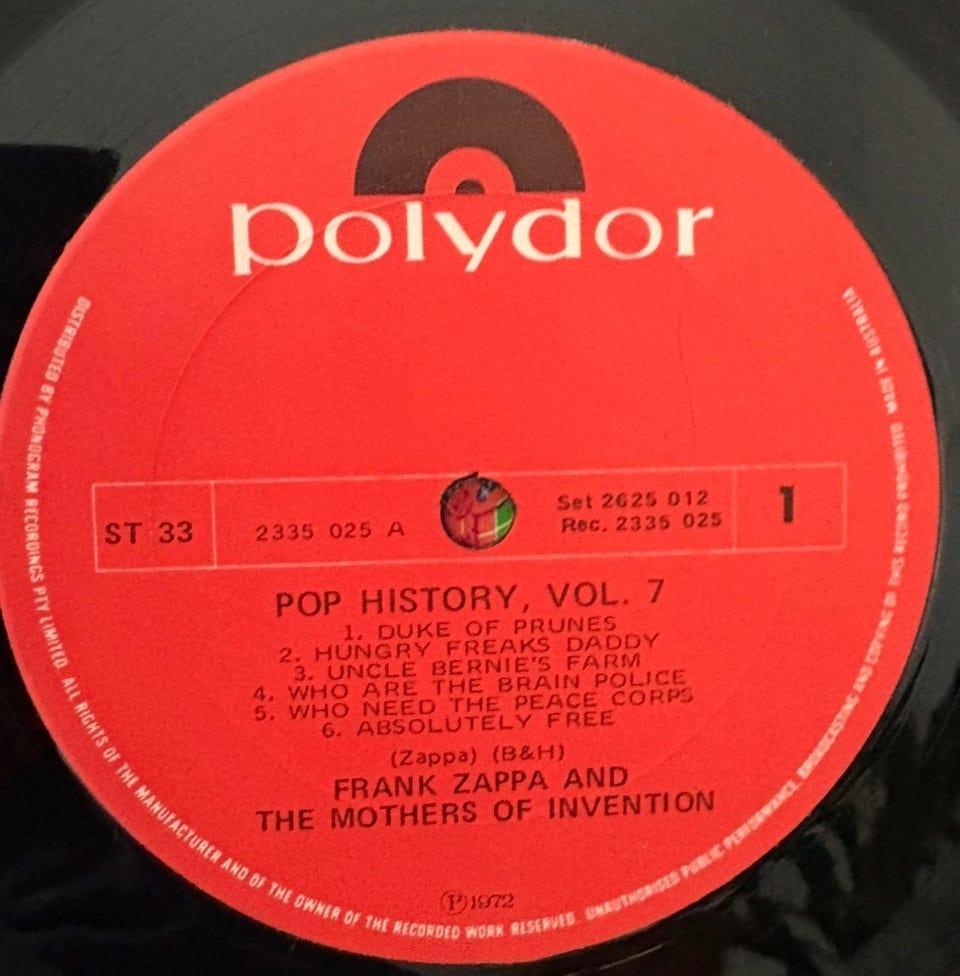 polydor
ST 33
2335 025 A
Set 2625 012
Rec. 2335 025
1
POP HISTORY, VOL. 7
1. DUKE OF PRUNES
2. HUNGRY FREAKS DADDY
3. UNCLE BERNIE'S FARM
4. WHO ARE THE BRAIN POLICE
5. WHO NEED THE PEACE CORPS
6. ABSOLUTELY FREE
(Zappa) (B&H)
FRANK ZAPPA AND
THE MOTHERS OF INVENTION
Ⓟ1972
DISTRIBUTED BY PHONOGRAM RECORDINGS PTY LIMITED. ALL RIGHTS OF THE MANUFACTURER AND OF THE OWNER OF THE RECORDED WORK RESERVED. UNAUTHORISED PUBLIC PERFORMANCE, BROADCASTING AND COPYING OF THIS RECORD PROHIBITED MADE IN AUSTRALIA